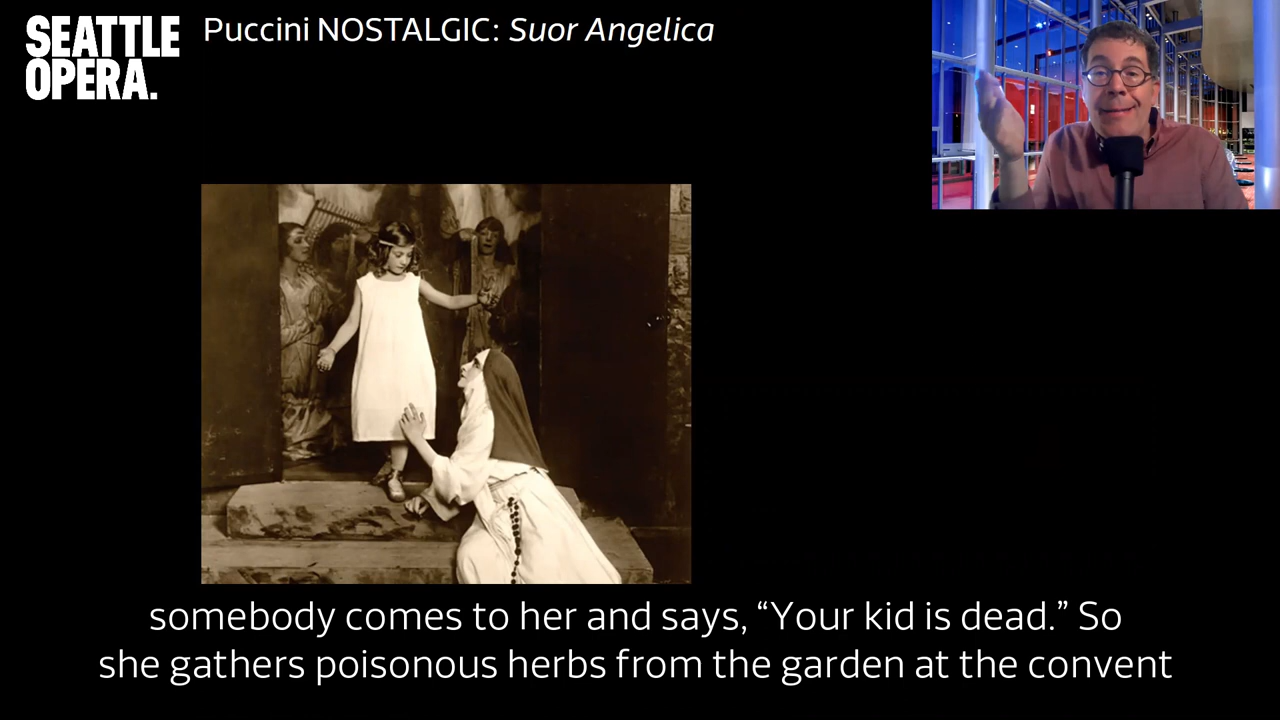 SEATTLE
OPERA.
Puccini NOSTALGIC: Suor Angelica
somebody comes to her and says, “Your kid is dead.” So
she gathers poisonous herbs from the garden at the convent